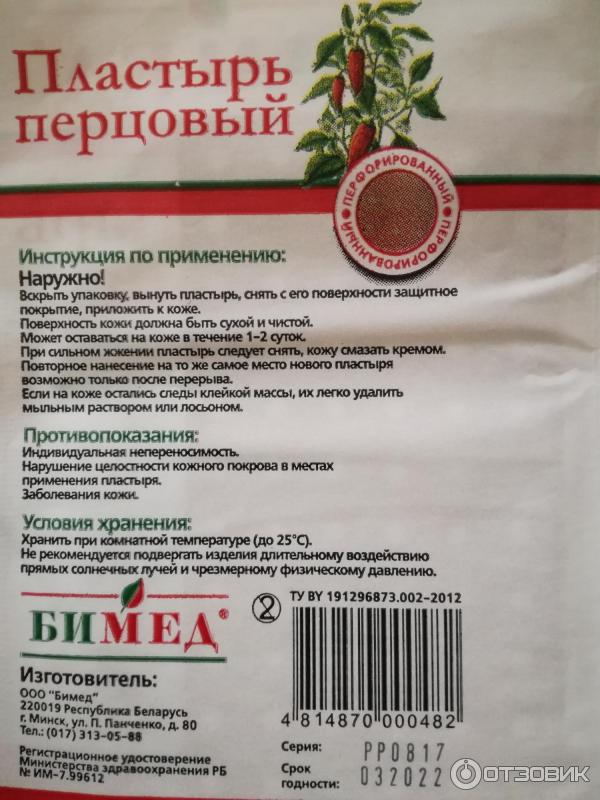 Пластырь
перцовый
ПЕРФОРИРОВАННЫЙ • ПЕРФОРИРОВАННЫЙ •
Инструкция по применению:
Наружно!
Вскрыть упаковку, вынуть пластырь, снять с его поверхности защитное
покрытие, приложить к коже.
Поверхность кожи должна быть сухой и чистой.
Может оставаться на коже в течение 1–2 суток.
При сильном жжении пластырь следует снять, кожу смазать кремом.
Повторное нанесение на то же самое место нового пластыря
возможно только после перерыва.
Если на коже остались следы клейкой массы, их легко удалить
мыльным раствором или лосьоном.
Противопоказания:
Индивидуальная непереносимость.
Нарушение целостности кожного покрова в местах
применения пластыря.
Заболевания кожи.
Условия хранения:
Хранить при комнатной температуре (до 25°С).
Не рекомендуется подвергать изделия длительному воздействию
прямых солнечных лучей и чрезмерному физическому давлению.
БИМЕД®
2
ТУ BY 191296873.002–2012
4 814870 000482
Изготовитель:
ООО "Бимед"
220019 Республика Беларусь
г. Минск, ул. П. Панченко, д. 80
Тел.: (017) 313–05–88
Регистрационное удостоверение
Министерства здравоохранения РБ
№ ИМ–7.99612
Серия: PP0817
Срок
годности: 032022
ОТЗОВИК